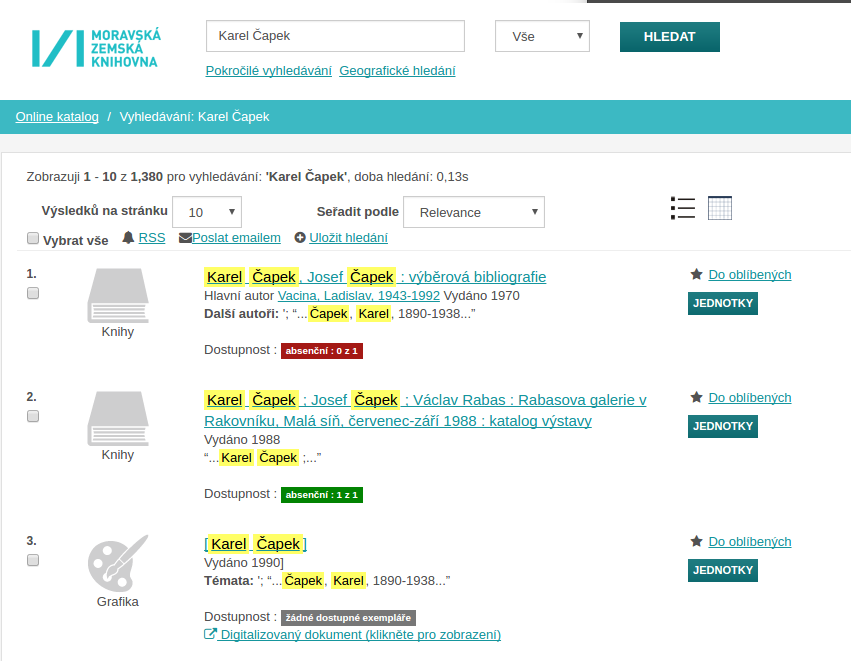 MORAVSKÁ
ZEMSKÁ
KNIHOVNA
Karel Čapek
Vše
HLEDAT
Pokročilé vyhledávání Geografické hledání
Online katalog / Vyhledávání: Karel Čapek
Zobrazuji 1 - 10 z 1,380 pro vyhledávání: 'Karel Čapek', doba hledání: 0,13s
Výsledků na stránku 10 Seřadit podle Relevance
Vybrat vše RSS Poslat emailem Uložit hledání
1.
Knihy
Karel Čapek, Josef Čapek : výběrová bibliografie
Hlavní autor Vacina, Ladislav, 1943-1992 Vydáno 1970
Další autoři: '; “...Čapek, Karel, 1890-1938...”
Dostupnost : absenční : 0 z 1
Do oblíbených
JEDNOTKY
2.
Knihy
Karel Čapek ; Josef Čapek ; Václav Rabas : Rabasova galerie v
Rakovníku, Malá síň, červenec-září 1988 : katalog výstavy
Vydáno 1988
“...Karel Čapek ;...”
Dostupnost : absenční : 1 z 1
Do oblíbených
JEDNOTKY
3.
Grafika
[Karel Čapek]
Vydáno 1990]
Témata: '; “...Čapek, Karel, 1890-1938...”
Dostupnost : žádné dostupné exempláře
Digitalizovaný dokument (klikněte pro zobrazení)
Do oblíbených
JEDNOTKY